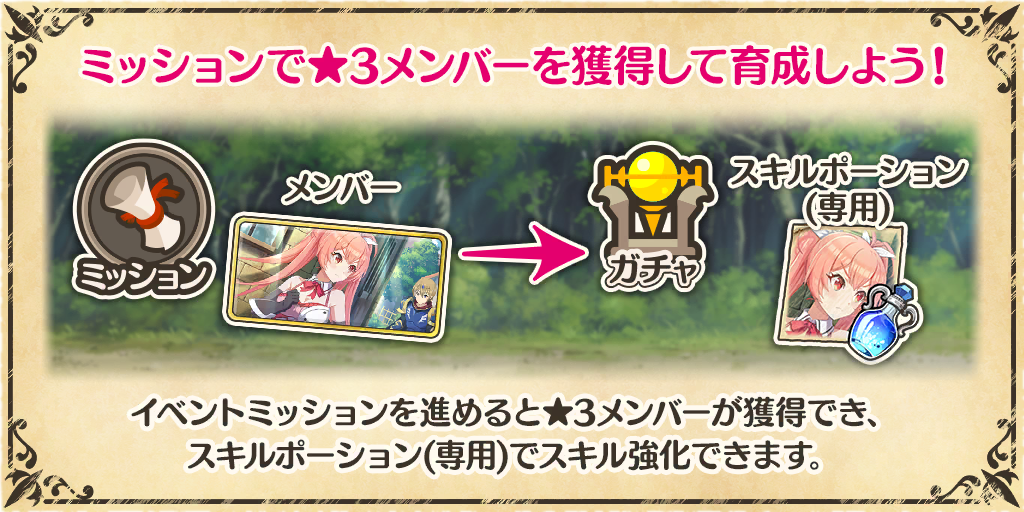 ミッションで★3メンバーを獲得して育成しよう!
ミッション
メンバー
ガチャ
スキルポーション
(専用)
イベントミッションを進めると★3メンバーが獲得でき、
スキルポーション(専用)でスキル強化できます。